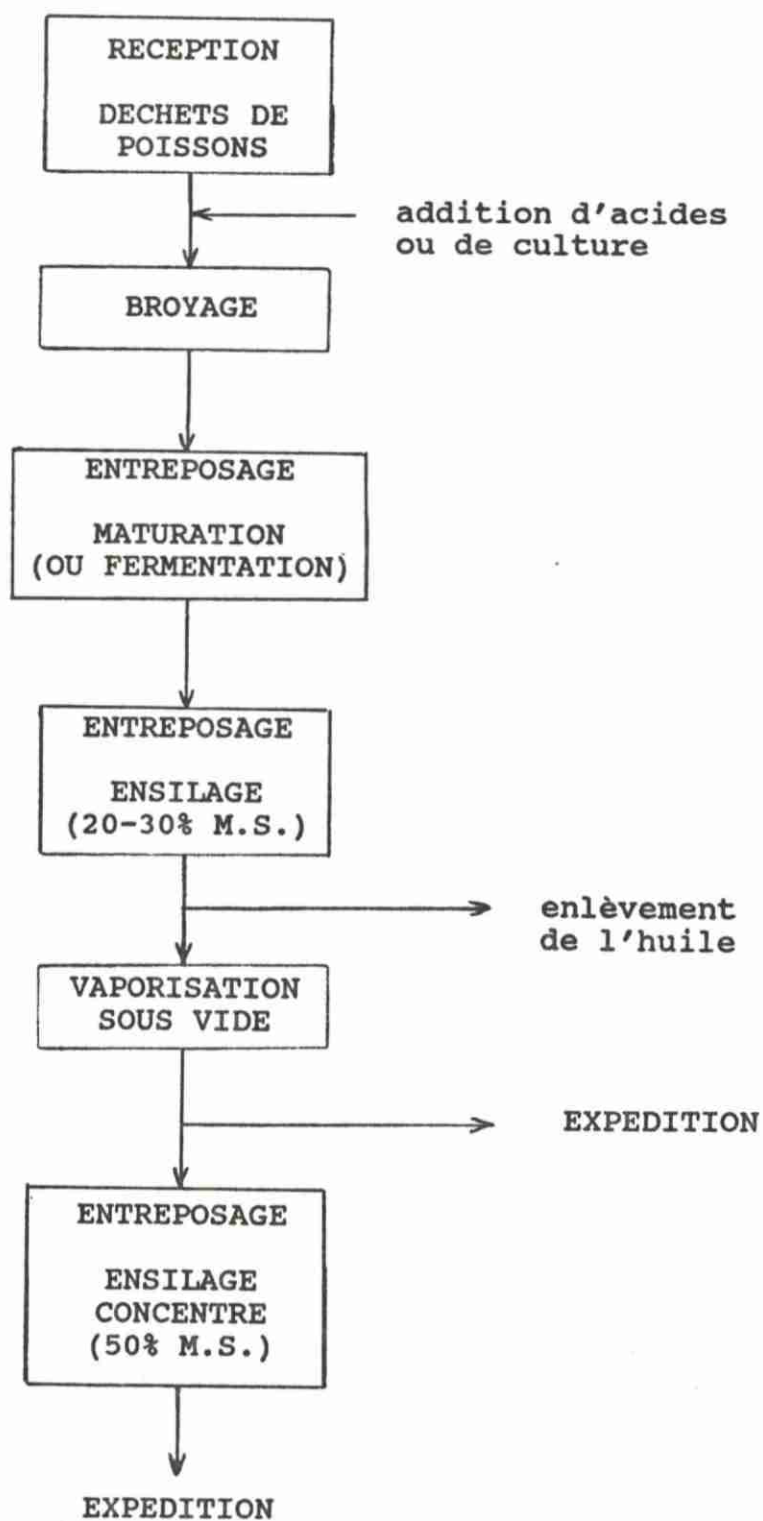 RECEPTION
DECHETS DE
POISSONS
addition d'acides
ou de culture
BROYAGE
ENTREPOSAGE
MATURATION
(OU FERMENTATION)
ENTREPOSAGE
ENSILAGE
(20-30% M.S.)
enlèvement
de l'huile
VAPORISATION
SOUS VIDE
EXPEDITION
ENTREPOSAGE
ENSILAGE
CONCENTRE
(50% M.S.)
EXPEDITION